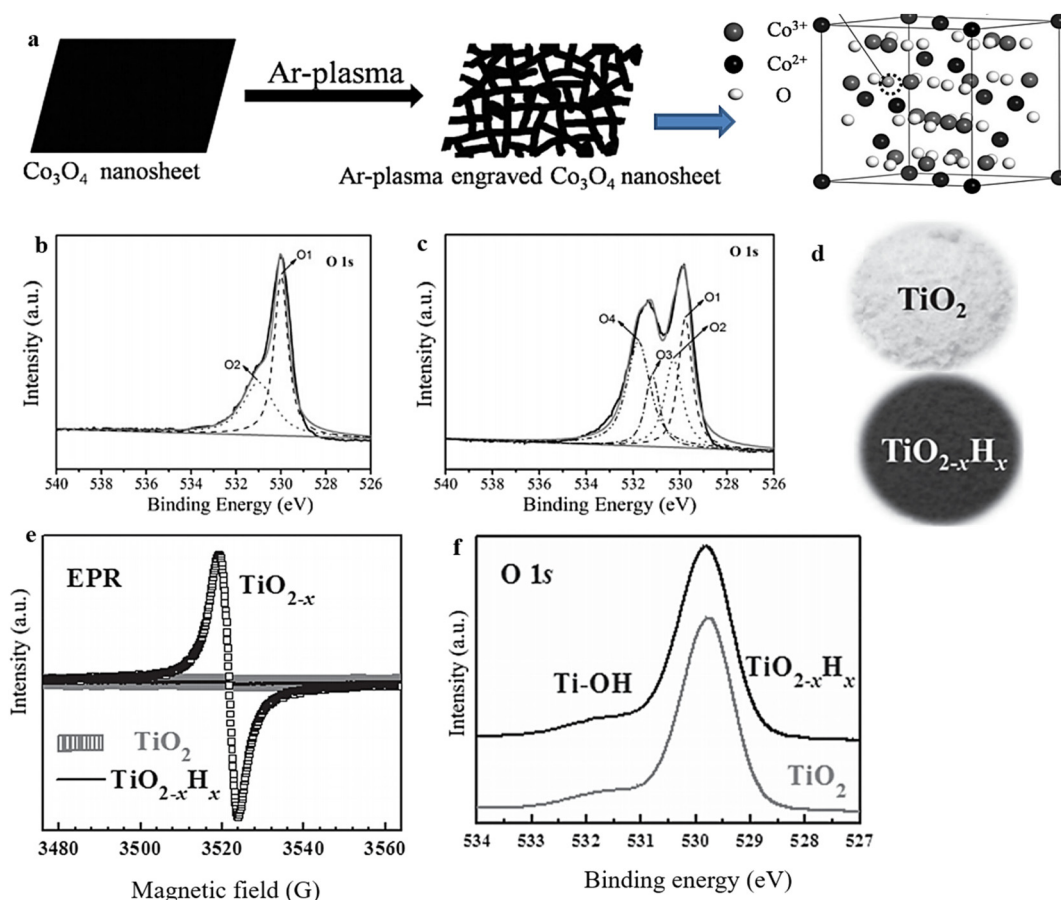 a
Ar-plasma
Co₃O₄ nanosheet
Ar-plasma engraved Co₃O₄ nanosheet
Co³⁺
Co²⁺
O
b
O 1s
O1
O2
Intensity (a.u.)
540 538 536 534 532 530 528 526
Binding Energy (eV)
c
O 1s
O1
O2
O3
O4
Intensity (a.u.)
540 538 536 534 532 530 528 526
Binding Energy (eV)
d
TiO₂
TiO₂₋ₓHₓ
e
EPR
TiO₂₋ₓ
TiO₂
TiO₂₋ₓHₓ
Intensity (a.u.)
3480 3500 3520 3540 3560
Magnetic field (G)
f
O 1s
Ti-OH
TiO₂₋ₓHₓ
TiO₂
Intensity (a.u.)
534 533 532 531 530 529 528 527
Binding energy (eV)